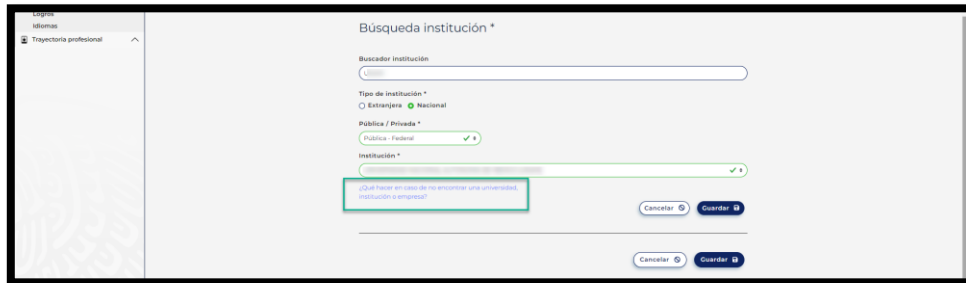 Logros
Idiomas
Trayectoria profesional
Búsqueda institución *
Buscador institución
Tipo de institución *
Extranjera Nacional
Pública / Privada *
Pública - Federal
Institución *
¿Qué hacer en caso de no encontrar una universidad,
institución o empresa?
Cancelar Guardar
Cancelar Guardar